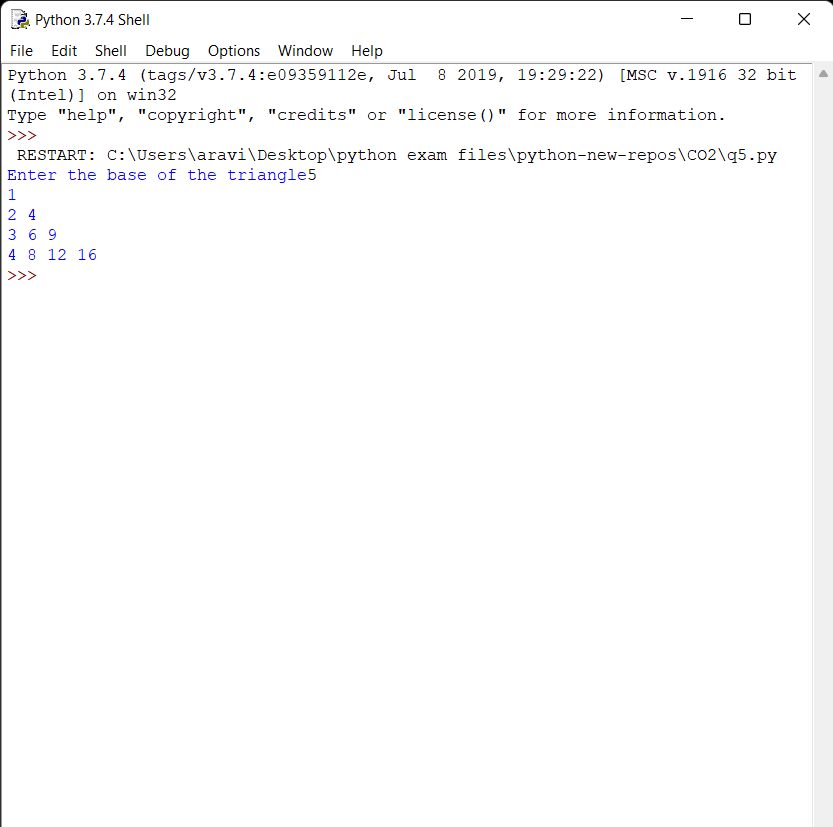 Python 3.7.4 Shell
File Edit Shell Debug Options Window Help
Python 3.7.4 (tags/v3.7.4:e09359112e, Jul  8 2019, 19:29:22) [MSC v.1916 32 bit
(Intel)] on win32
Type "help", "copyright", "credits" or "license()" for more information.
>>>
 RESTART: C:\Users\aravi\Desktop\python exam files\python-new-repos\CO2\q5.py
Enter the base of the triangle5
1
2 4
3 6 9
4 8 12 16
>>>